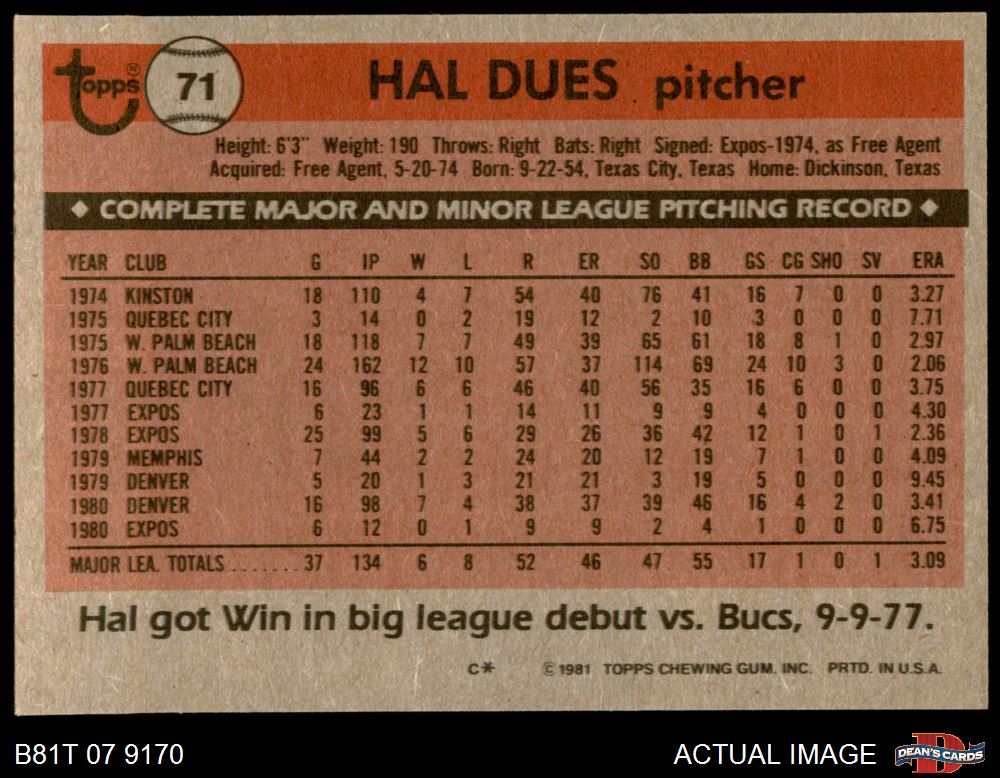 Topps® 71 HAL DUES pitcher
Height: 6'3" Weight: 190 Throws: Right Bats: Right Signed: Expos-1974, as Free Agent
Acquired: Free Agent, 5-20-74 Born: 9-22-54, Texas City, Texas Home: Dickinson, Texas
◆ COMPLETE MAJOR AND MINOR LEAGUE PITCHING RECORD ◆
YEAR CLUB G IP W L R ER SO BB GS CG SHO SV ERA
1974 KINSTON 18 110 4 7 54 40 76 41 16 7 0 0 3.27
1975 QUEBEC CITY 3 14 0 2 19 12 2 10 3 0 0 0 7.71
1975 W. PALM BEACH 18 118 7 7 49 39 65 61 18 8 1 0 2.97
1976 W. PALM BEACH 24 162 12 10 57 37 114 69 24 10 3 0 2.06
1977 QUEBEC CITY 16 96 6 6 46 40 56 35 16 6 0 0 3.75
1977 EXPOS 6 23 1 1 14 11 9 9 4 0 0 0 4.30
1978 EXPOS 25 99 5 6 29 26 36 42 12 1 0 1 2.36
1979 MEMPHIS 7 44 2 2 24 20 12 19 7 1 0 0 4.09
1979 DENVER 5 20 1 3 21 21 3 19 5 0 0 0 9.45
1980 DENVER 16 98 7 4 38 37 39 46 16 4 2 0 3.41
1980 EXPOS 6 12 0 1 9 9 2 4 1 0 0 0 6.75
MAJOR LEA. TOTALS ....... 37 134 6 8 52 46 47 55 17 1 0 1 3.09
Hal got Win in big league debut vs. Bucs, 9-9-77.
C* © 1981 TOPPS CHEWING GUM. INC. PRTD. IN U.S.A.
B81T 07 9170 ACTUAL IMAGE DEAN'S CARDS